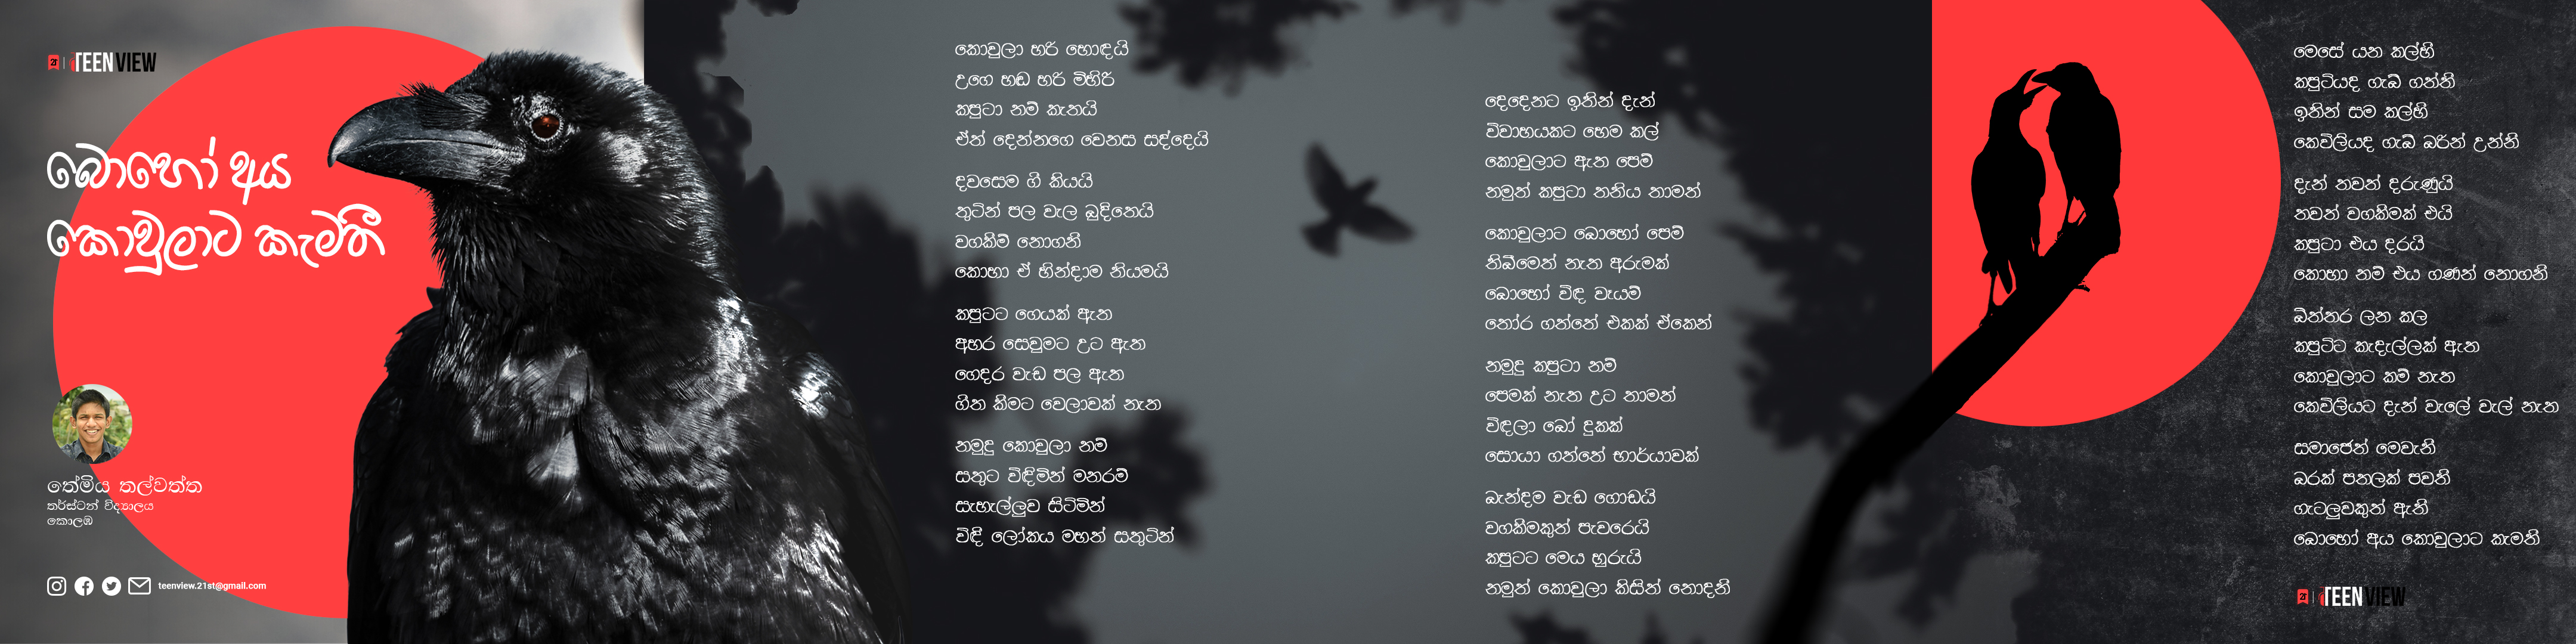 21 | TEENVIEW
බොහෝ අය
කොවුලාට කැමතී
තේමිය තල්වත්ත
තර්ස්ටන් විද්‍යාලය
කොලඹ
teenview.21st@gmail.com
කොවුලා හරි හොඳයි
උගෙ හඬ හරි මිහිරි
කපුටා නම් කැතයි
ඒත් දෙන්නගෙ වෙනස සද්දෙයි
දවසෙම ගී කියයි
තුටින් පල වැල බුදිතෙයි
වගකීම් නොගනී
කොහා ඒ හින්දාම නියමයි
කපුටට ගෙයක් ඇත
අහර සෙවුමට උට ඇත
ගෙදර වැඩ පල ඇත
ගීත කීමට වෙලාවක් නැත
නමුදු කොවුලා නම්
සතුට විඳිමින් මනරම්
සැහැල්ලුව සිටිමින්
විඳී ලෝකය මහත් සතුටින්
දෙදෙනට ඉතින් දැන්
විවාහයකට හෙම කල්
කොවුලාට ඇත පෙම්
නමුත් කපුටා තනිය තාමත්
කොවුලාට බොහෝ පෙම්
තිබ්මෙත් නැත අරුමක්
බොහෝ විඳ වෑයම්
තෝර ගත්තේ එකක් ඒකෙන්
නමුදු කපුටා නම්
පෙමක් නැත උට තාමත්
විඳලා බෝ දුකක්
සොයා ගත්තේ භාර්යාවක්
බැන්දම වැඩ ගොඩයි
වගකීමකුත් පැවරෙයි
කපුටට මෙය හුරුයි
නමුත් කොවුලා කිසිත් නොදනී
මෙසේ යන කල්හි
කපුටියද ගැබ් ගත්තී
ඉතින් සම කල්හී
කෙවිලියද ගැබ් බරින් උන්නී
දැන් තවත් දරුණුයි
තවත් වගකීමක් එයි
කපුටා එය දරයි
කොහා නම් එය ගණන් නොගනී
බිත්තර ලන කල
කපුටිට කැදැල්ලක් ඇත
කොවුලාට කම් නැත
කෙවිලියට දැන් වැලේ වැල් නැත
සමාජෙත් මෙවැනි
බරක් පතලක් පවතී
ගැටලුවකුත් ඇතී
බොහෝ අය කොවුලාට කැමතී
21 | TEENVIEW